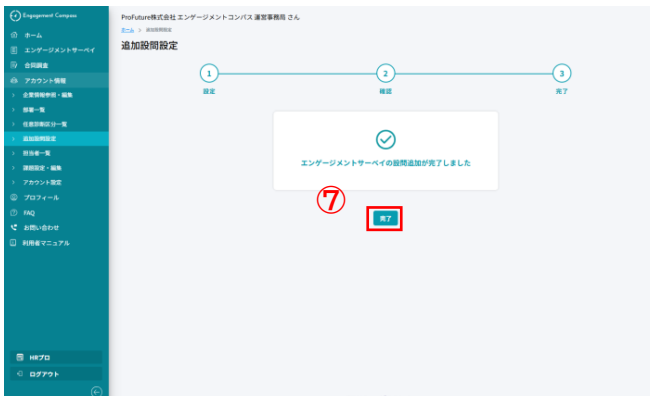 Engagement Compass
ProFuture株式会社 エンゲージメントコンパス 運営事務局 さん
ホーム > 追加設問設定
追加設問設定
ホーム
エンゲージメントサーベイ
合同調査
アカウント情報
企業情報参照・編集
部署一覧
任意診断区分一覧
追加設問設定
担当者一覧
課題設定・編集
アカウント設定
プロフィール
FAQ
お問い合わせ
利用者マニュアル
HRプロ
ログアウト
1 2 3
設定 確認 完了
エンゲージメントサーベイの設問追加が完了しました
⑦
完了